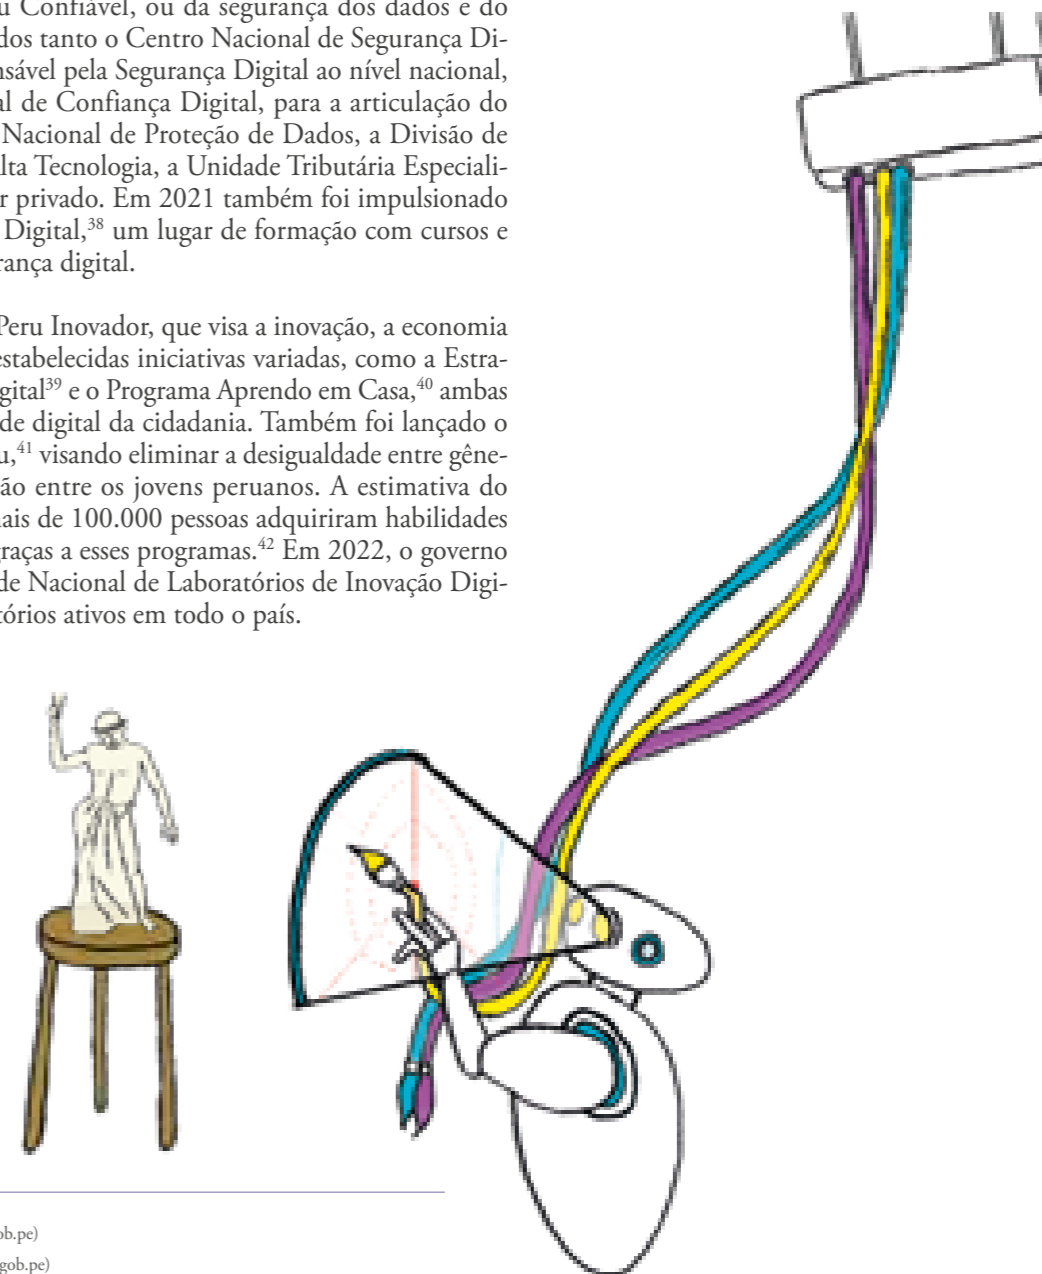 u Confiável, ou da segurança dos dados e do
dos tanto o Centro Nacional de Segurança Di-
nsável pela Segurança Digital ao nível nacional,
al de Confiança Digital, para a articulação do
Nacional de Proteção de Dados, a Divisão de
lta Tecnologia, a Unidade Tributária Especiali-
r privado. Em 2021 também foi impulsionado
Digital,³⁸ um lugar de formação com cursos e
rança digital.
Peru Inovador, que visa a inovação, a economia
estabelecidas iniciativas variadas, como a Estra-
gital³⁹ e o Programa Aprendo em Casa,⁴⁰ ambas
de digital da cidadania. Também foi lançado o
u,⁴¹ visando eliminar a desigualdade entre gêne-
ão entre os jovens peruanos. A estimativa do
nais de 100.000 pessoas adquiriram habilidades
graças a esses programas.⁴² Em 2022, o governo
de Nacional de Laboratórios de Inovação Digi-
tórios ativos em todo o país.
ob.pe)
gob.pe)